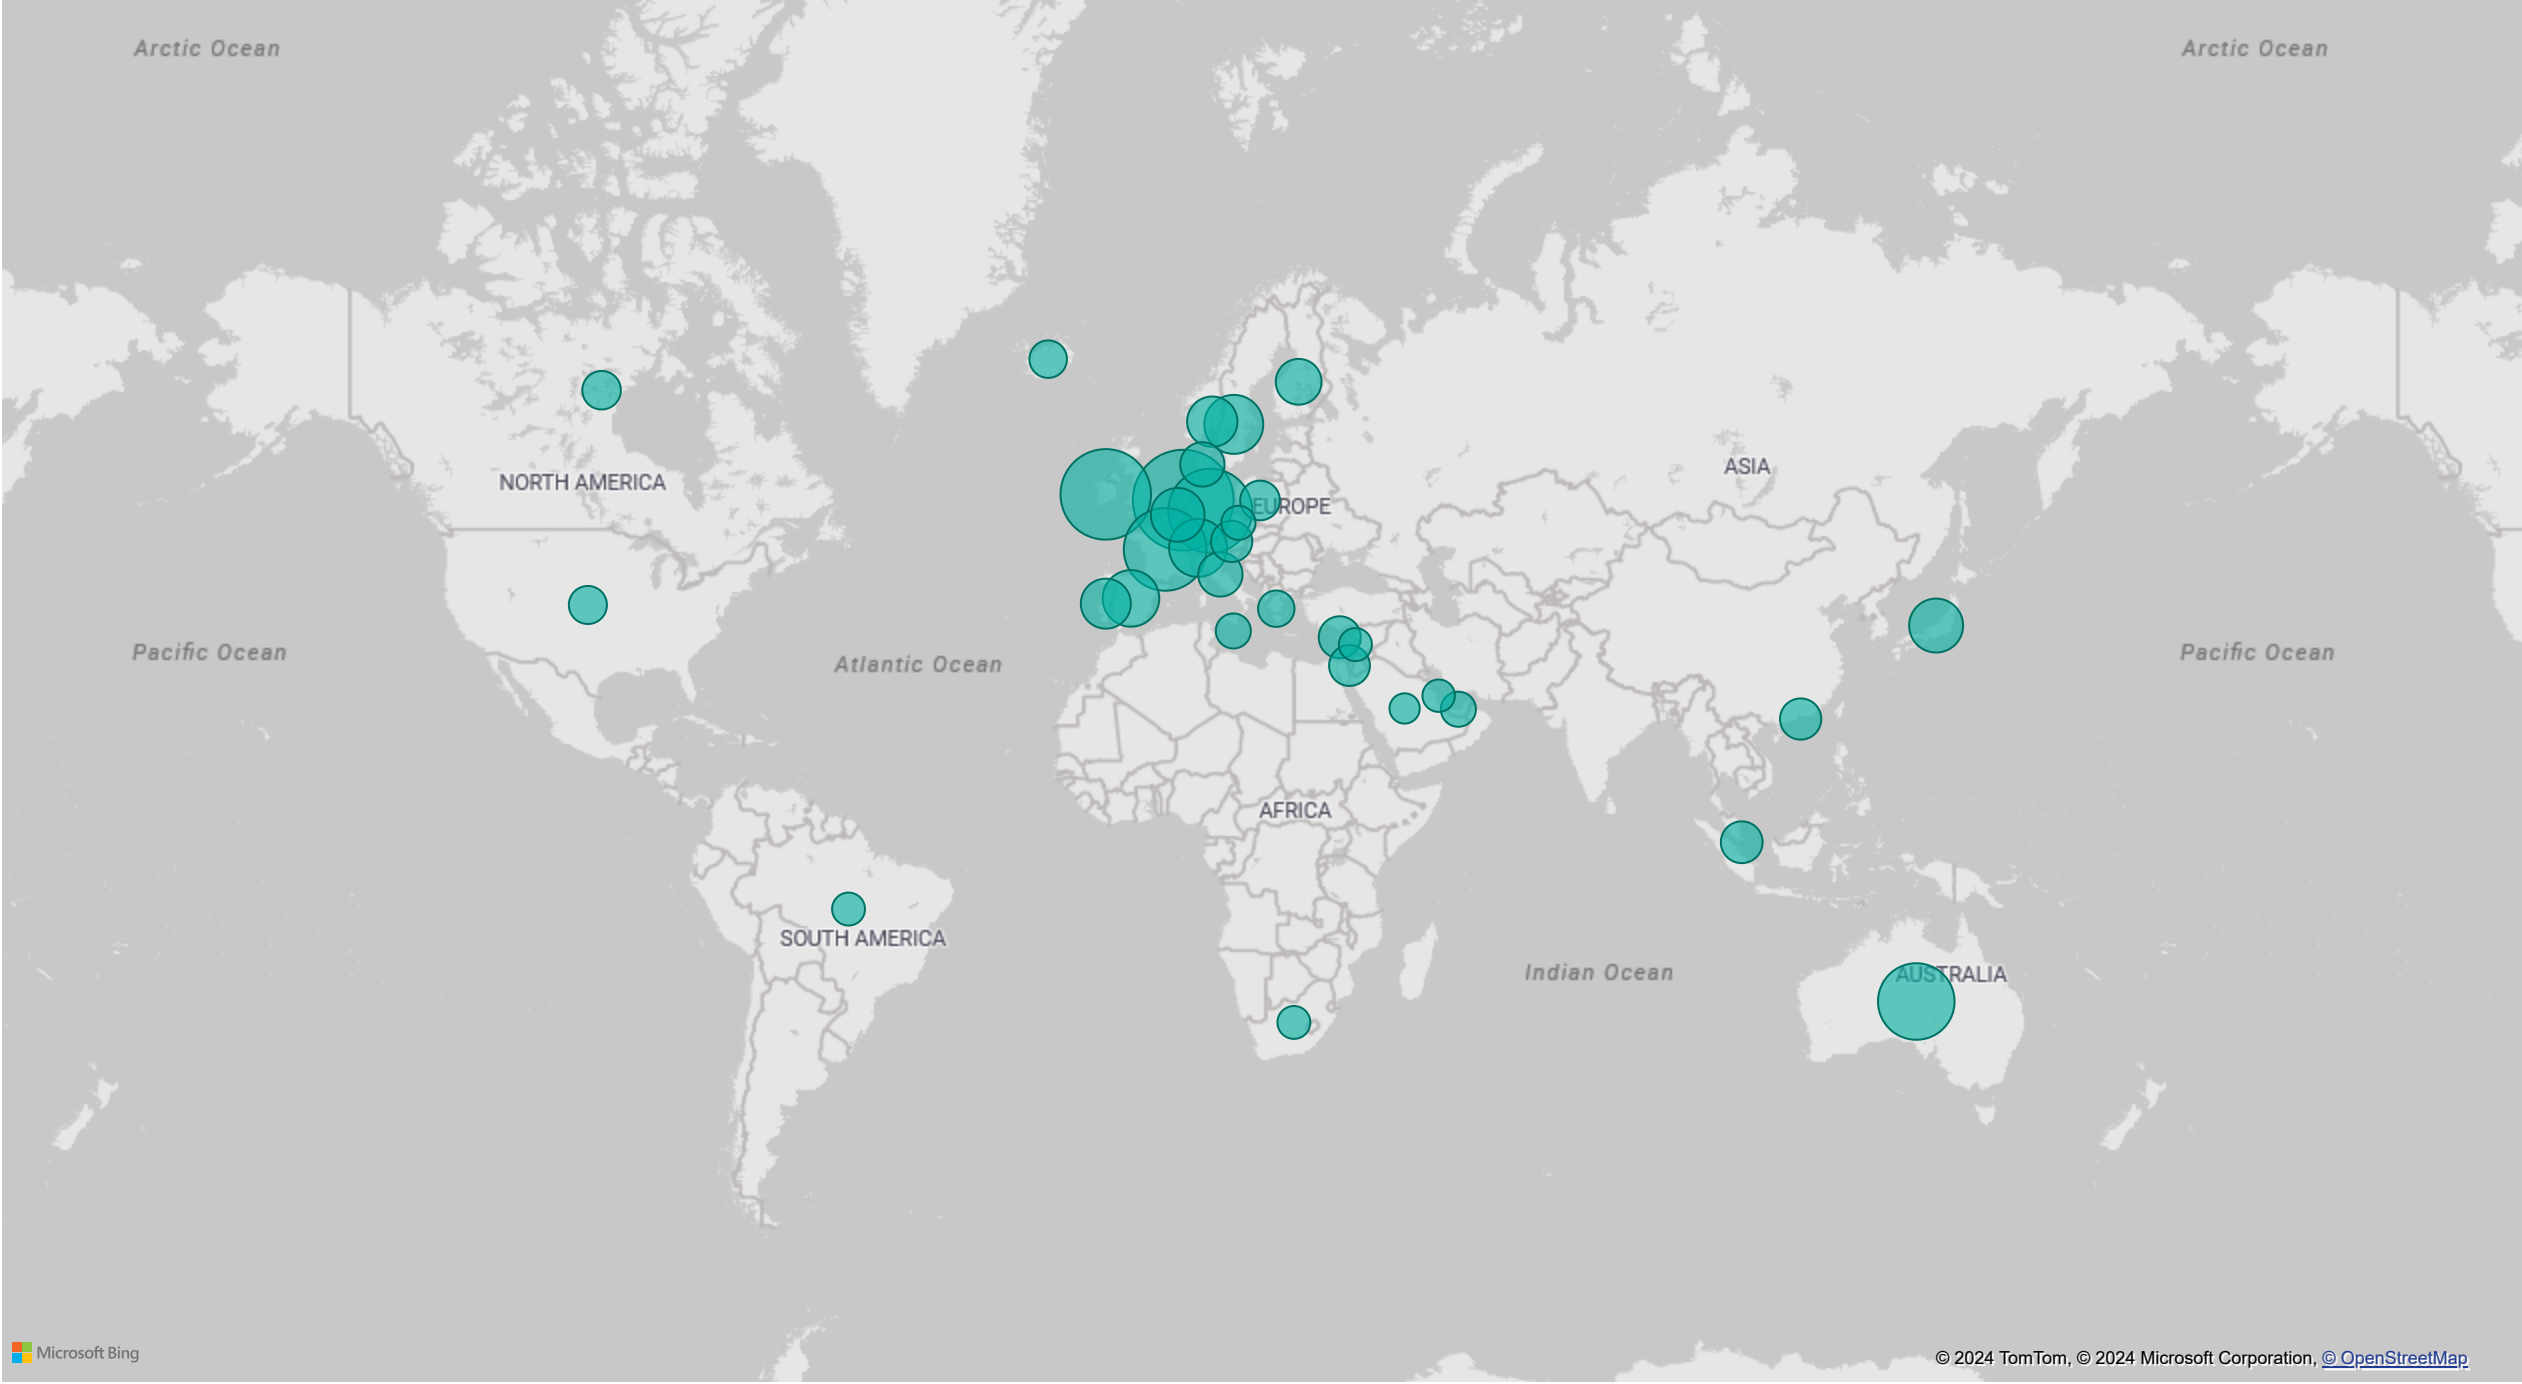 Arctic Ocean
Arctic Ocean
NORTH AMERICA
ASIA
EUROPE
Pacific Ocean
Atlantic Ocean
Pacific Ocean
AFRICA
SOUTH AMERICA
Indian Ocean
AUSTRALIA
Microsoft Bing
© 2024 TomTom, © 2024 Microsoft Corporation, © OpenStreetMap